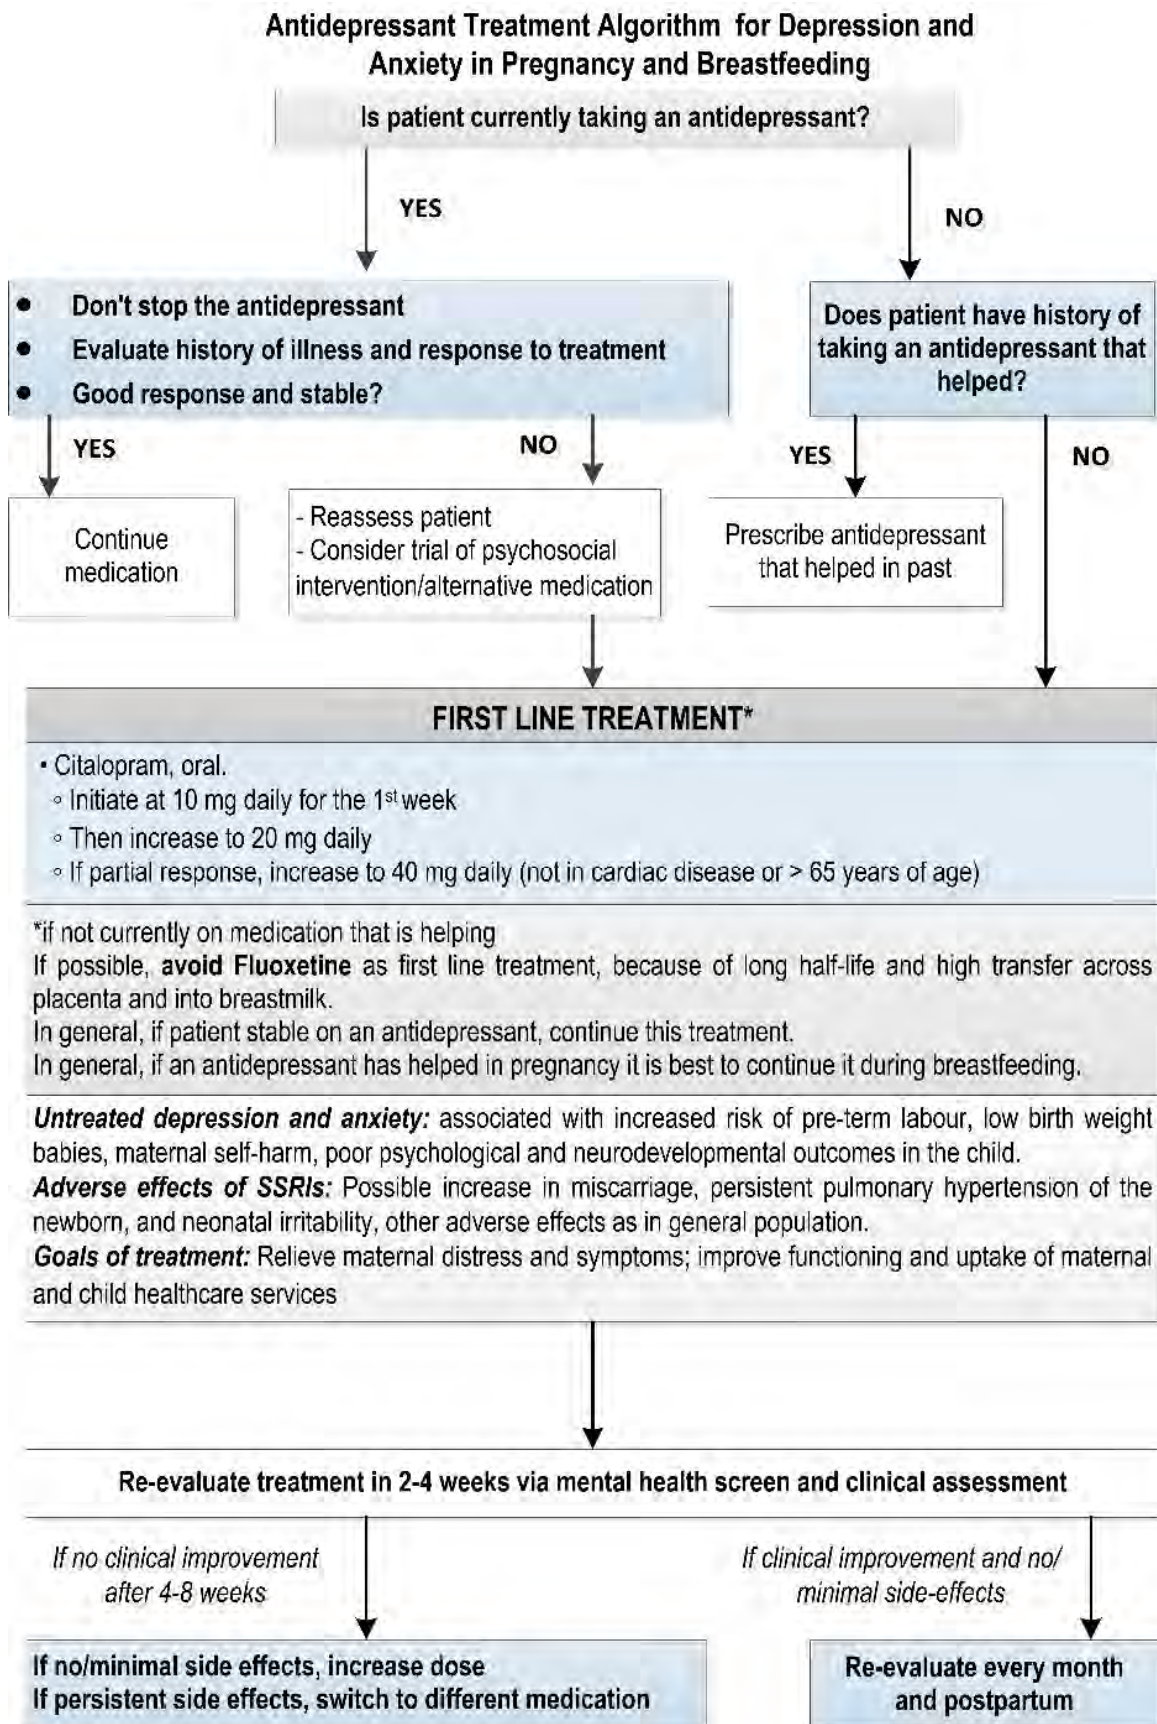 Antidepressant Treatment Algorithm for Depression and
Anxiety in Pregnancy and Breastfeeding
Is patient currently taking an antidepressant?
YES
NO
• Don't stop the antidepressant
• Evaluate history of illness and response to treatment
• Good response and stable?
Does patient have history of
taking an antidepressant that
helped?
YES
NO
YES
NO
Continue
medication
- Reassess patient
- Consider trial of psychosocial
intervention/alternative medication
Prescribe antidepressant
that helped in past
FIRST LINE TREATMENT*
• Citalopram, oral.
◦ Initiate at 10 mg daily for the 1st week
◦ Then increase to 20 mg daily
◦ If partial response, increase to 40 mg daily (not in cardiac disease or > 65 years of age)
*if not currently on medication that is helping
If possible, avoid Fluoxetine as first line treatment, because of long half-life and high transfer across
placenta and into breastmilk.
In general, if patient stable on an antidepressant, continue this treatment.
In general, if an antidepressant has helped in pregnancy it is best to continue it during breastfeeding.
Untreated depression and anxiety: associated with increased risk of pre-term labour, low birth weight
babies, maternal self-harm, poor psychological and neurodevelopmental outcomes in the child.
Adverse effects of SSRIs: Possible increase in miscarriage, persistent pulmonary hypertension of the
newborn, and neonatal irritability, other adverse effects as in general population.
Goals of treatment: Relieve maternal distress and symptoms; improve functioning and uptake of maternal
and child healthcare services
Re-evaluate treatment in 2-4 weeks via mental health screen and clinical assessment
If no clinical improvement
after 4-8 weeks
If clinical improvement and no/
minimal side-effects
If no/minimal side effects, increase dose
If persistent side effects, switch to different medication
Re-evaluate every month
and postpartum